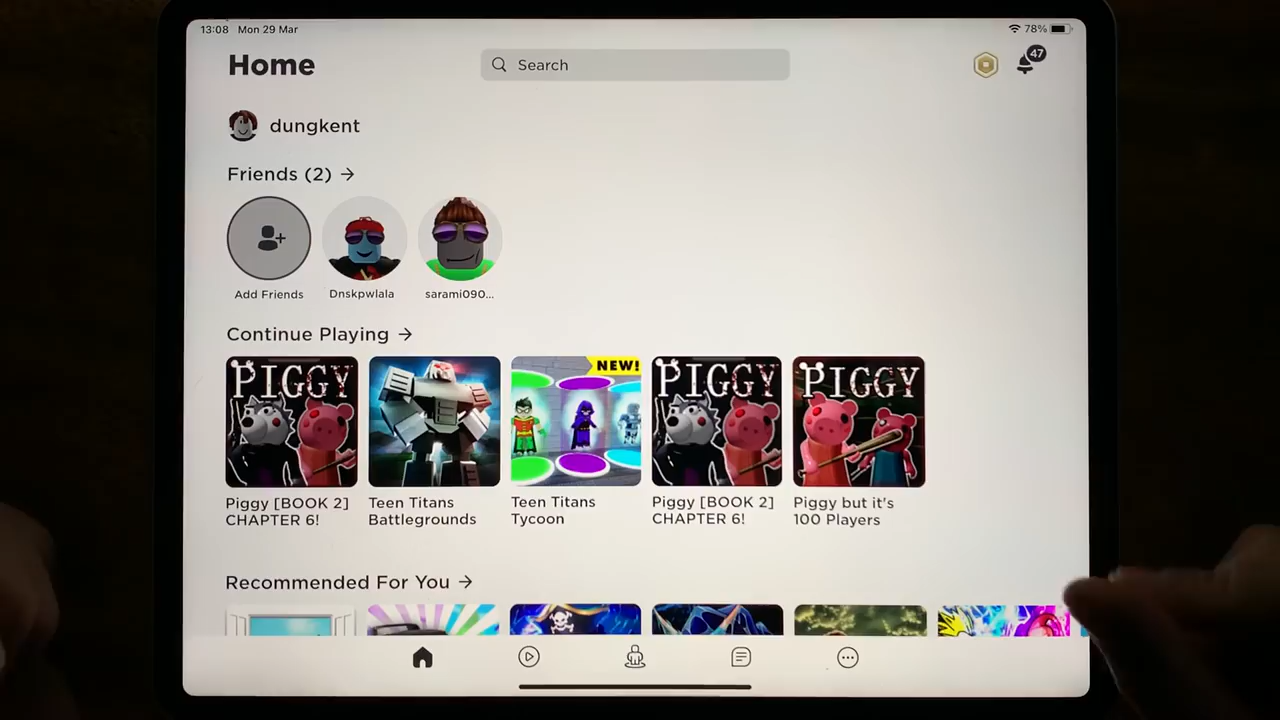 13:08 Mon 29 Mar
78%
Home
Search
47
dungkent
Friends (2) →
Add Friends
Dnskpwlala
sarami090...
Continue Playing →
PIGGY
NEW!
PIGGY
PIGGY
Piggy [BOOK 2]
CHAPTER 6!
Teen Titans
Battlegrounds
Teen Titans
Tycoon
Piggy [BOOK 2]
CHAPTER 6!
Piggy but it's
100 Players
Recommended For You →